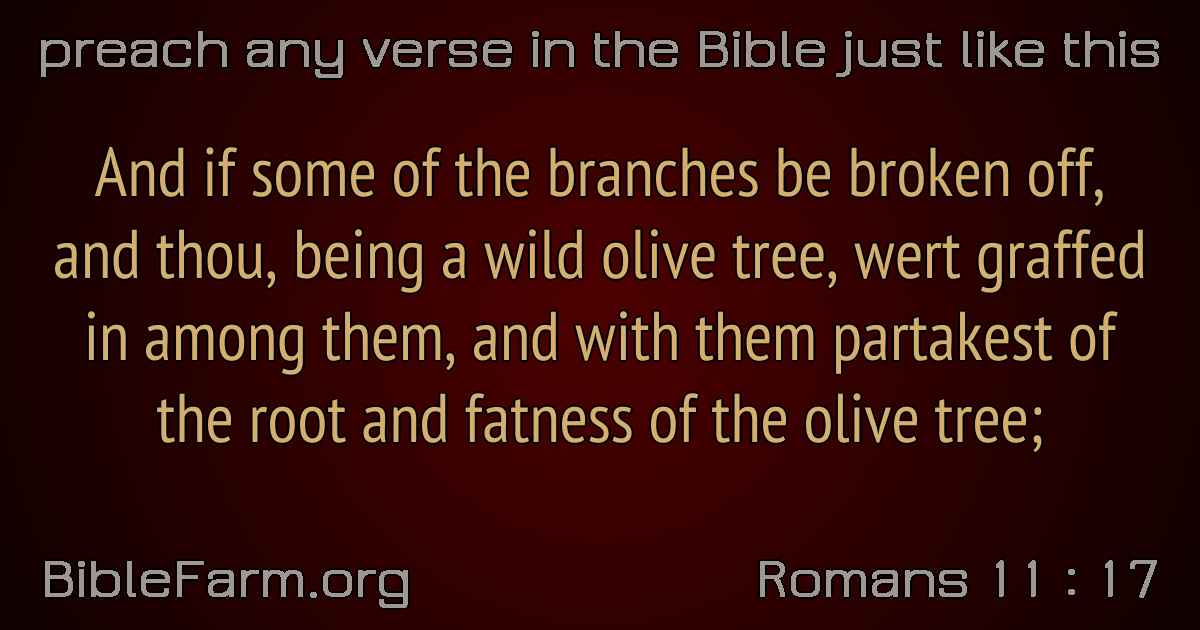 preach any verse in the Bible just like this
And if some of the branches be broken off,
and thou, being a wild olive tree, wert graffed
in among them, and with them partakest of
the root and fatness of the olive tree;
BibleFarm.org
Romans 11 : 17